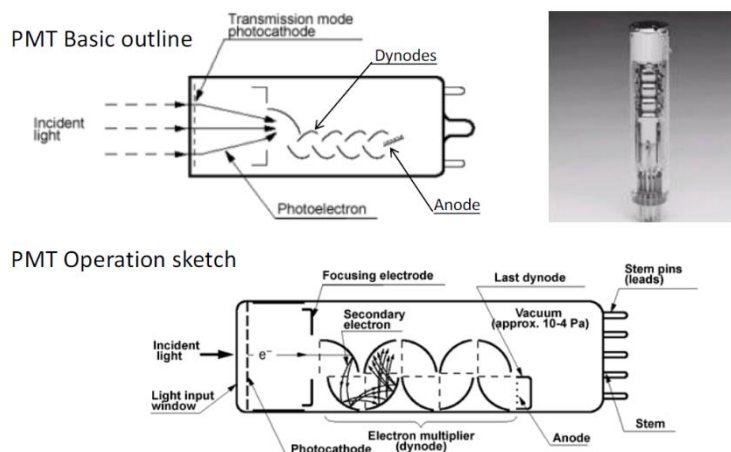 PMT Basic outline
Transmission mode
photocathode
Dynodes
Incident
light
Photoelectron
Anode
PMT Operation sketch
Focusing electrode
Last dynode
Stem pins
(leads)
Secondary
electron
Vacuum
(approx. 10-4 Pa)
Incident
light
e⁻
Light input
window
Photocathode
Electron multiplier
(dynode)
Anode
Stem